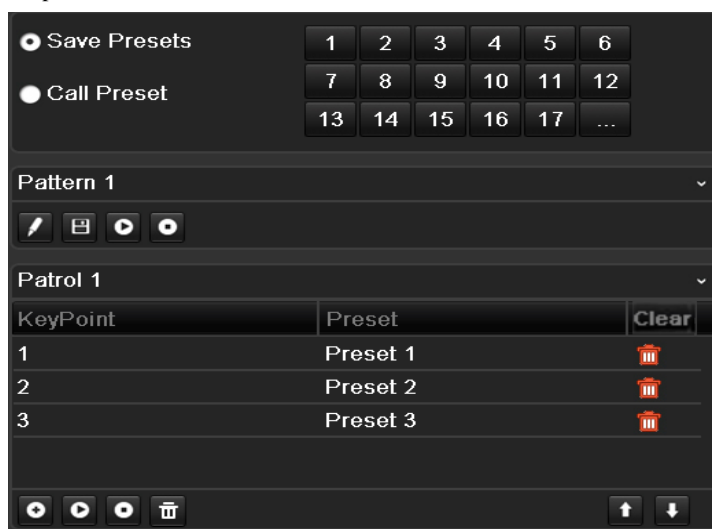 Save Presets 1 2 3 4 5 6
Call Preset 7 8 9 10 11 12
13 14 15 16 17 ...
Pattern 1
Patrol 1
KeyPoint Preset Clear
1 Preset 1
2 Preset 2
3 Preset 3